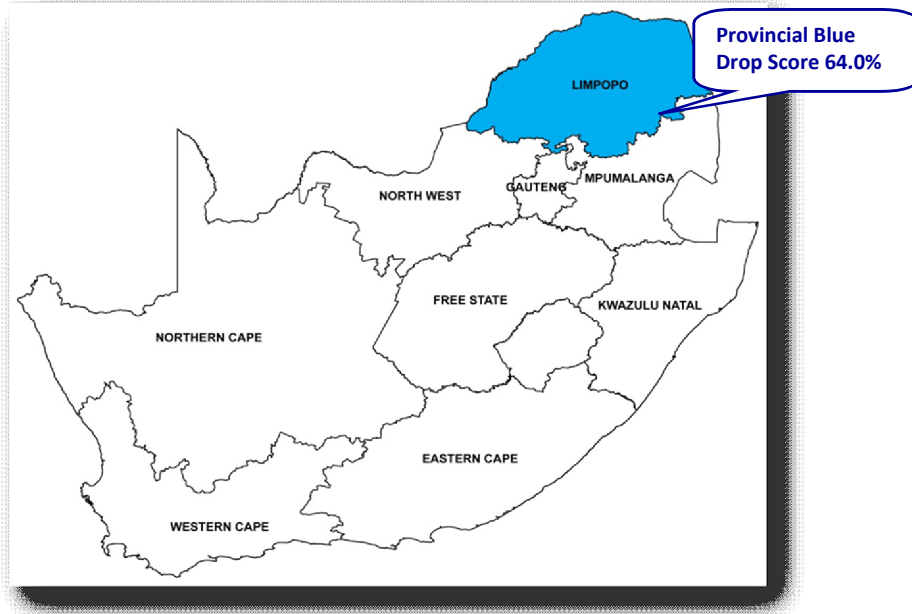 Provincial Blue
Drop Score 64.0%
LIMPOPO
MPUMALANGA
GAUTENG
NORTH WEST
FREE STATE
KWAZULU NATAL
NORTHERN CAPE
EASTERN CAPE
WESTERN CAPE